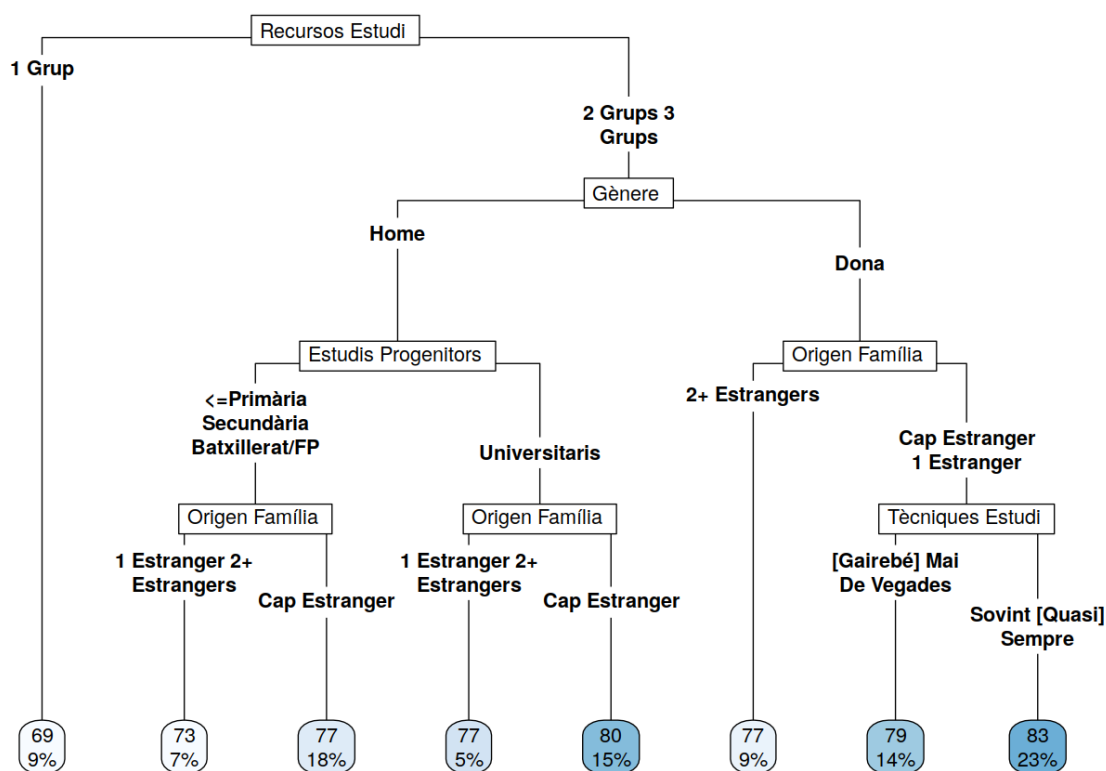 Recursos Estudi
1 Grup
2 Grups 3
Grups
Gènere
Home
Dona
Estudis Progenitors
Origen Família
<=Primària
Secundària
Batxillerat/FP
Universitaris
2+ Estrangers
Cap Estranger
1 Estranger
Origen Família
Origen Família
Tècniques Estudi
1 Estranger 2+
Estrangers
Cap Estranger
1 Estranger 2+
Estrangers
Cap Estranger
[Gairebé] Mai
De Vegades
Sovint [Quasi]
Sempre
69
9%
73
7%
77
18%
77
5%
80
15%
77
9%
79
14%
83
23%